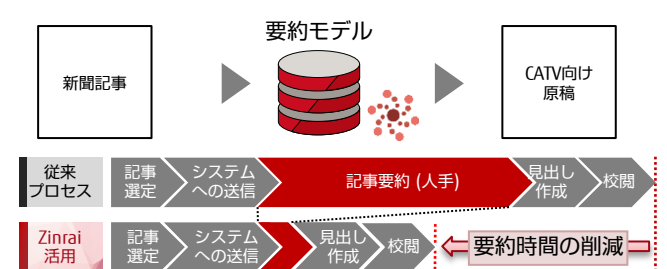 要約モデル
新聞記事
CATV向け
原稿
従来
プロセス
記事
選定
システム
への送信
記事要約 (人手)
見出し
作成
校閲
Zinrai
活用
記事
選定
システム
への送信
見出し
作成
校閲
要約時間の削減